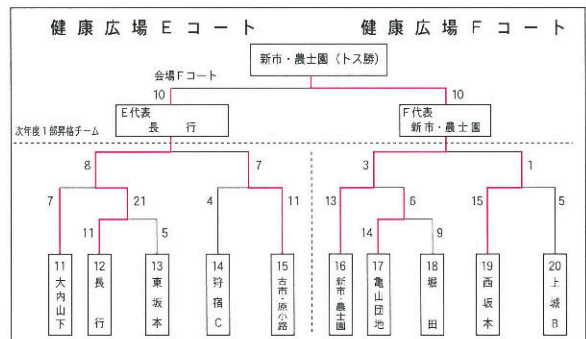 健康広場Eコート 健康広場Fコート
新市・農士園(トス勝)
会場Fコート
10 10
E代表 長行
F代表 新市・農士園
次年度1部昇格チーム
8 7 3 1
7 21 4 11 13 6 15 5
11 5 14 9
11 大内山下
12 長行
13 東坂本
14 狩宿C
15 古市・原小路
16 新市・農士園
17 亀山団地
18 堀田
19 西坂本
20 上城B